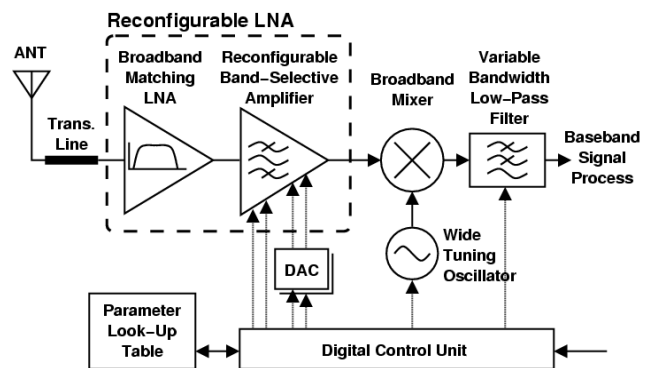 Reconfigurable LNA
ANT
Broadband
Matching
LNA
Reconfigurable
Band-Selective
Amplifier
Broadband
Mixer
Variable
Bandwidth
Low-Pass
Filter
Trans.
Line
Baseband
Signal
Process
Wide
Tuning
Oscillator
DAC
Parameter
Look-Up
Table
Digital Control Unit